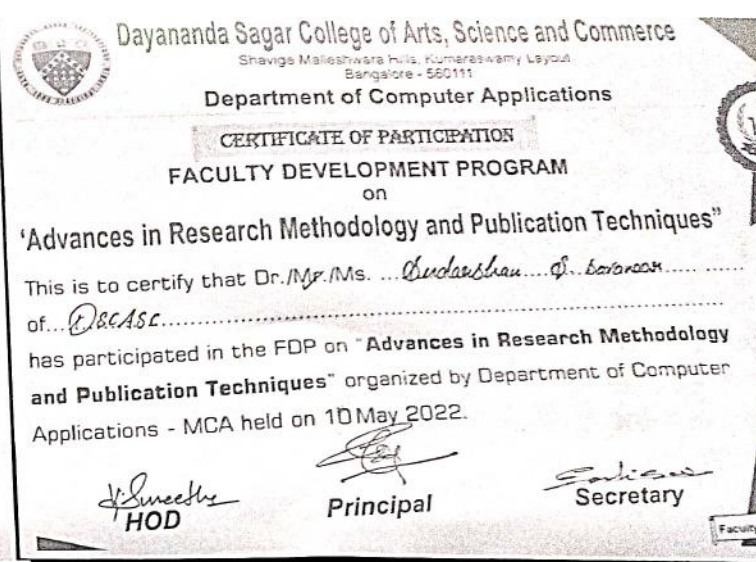 Dayananda Sagar College of Arts, Science and Commerce
Shavige Malleshwara Hills, Kumaraswamy Layout
Bangalore - 560111
Department of Computer Applications
CERTIFICATE OF PARTICIPATION
FACULTY DEVELOPMENT PROGRAM
on
'Advances in Research Methodology and Publication Techniques"
This is to certify that Dr./Mr./Ms. ... Sudarshan S. ...
of...DSCASC...
has participated in the FDP on "Advances in Research Methodology
and Publication Techniques" organized by Department of Computer
Applications - MCA held on 10 May 2022.
HOD
Principal
Secretary
Faculty